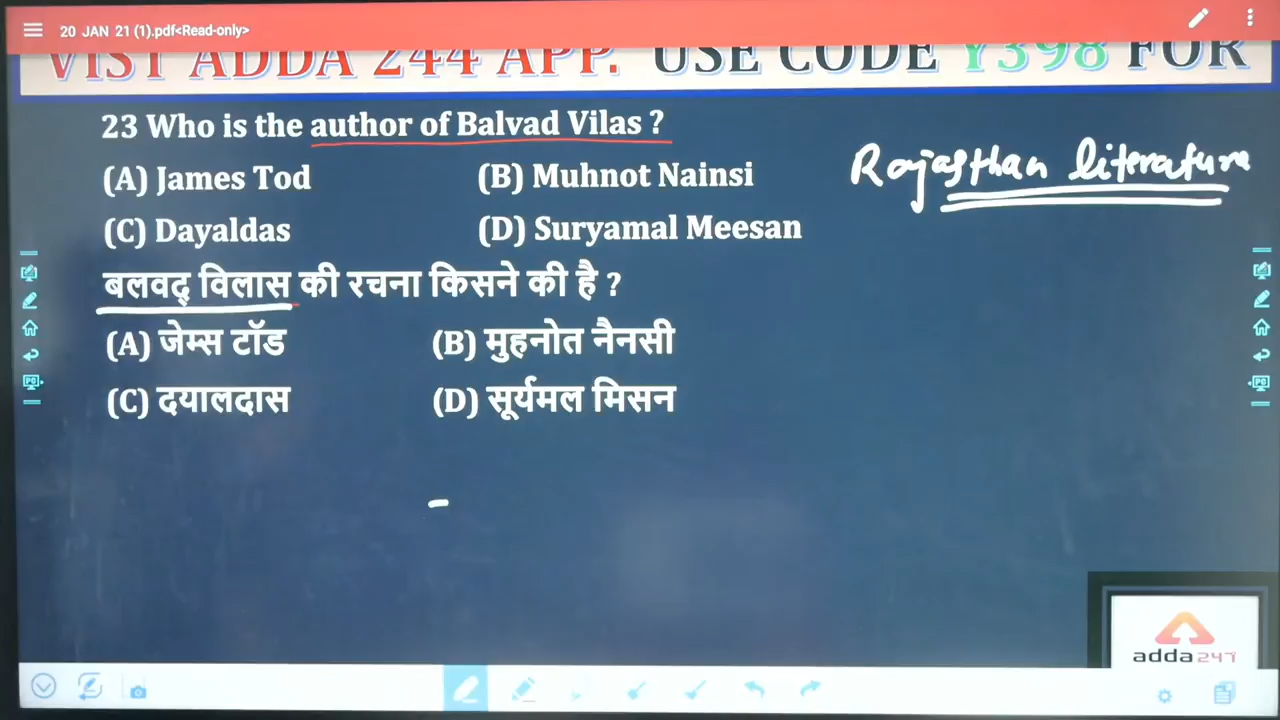 20 JAN 21 (1).pdf<Read-only>
VIST ADDA 244 APP. USE CODE Y398 FOR
23 Who is the author of Balvad Vilas ?
(A) James Tod (B) Muhnot Nainsi
(C) Dayaldas (D) Suryamal Meesan
Rajasthan literature
बलवद् विलास की रचना किसने की है ?
(A) जेम्स टॉड (B) मुहनोत नैनसी
(C) दयालदास (D) सूर्यमल मिसन
adda247